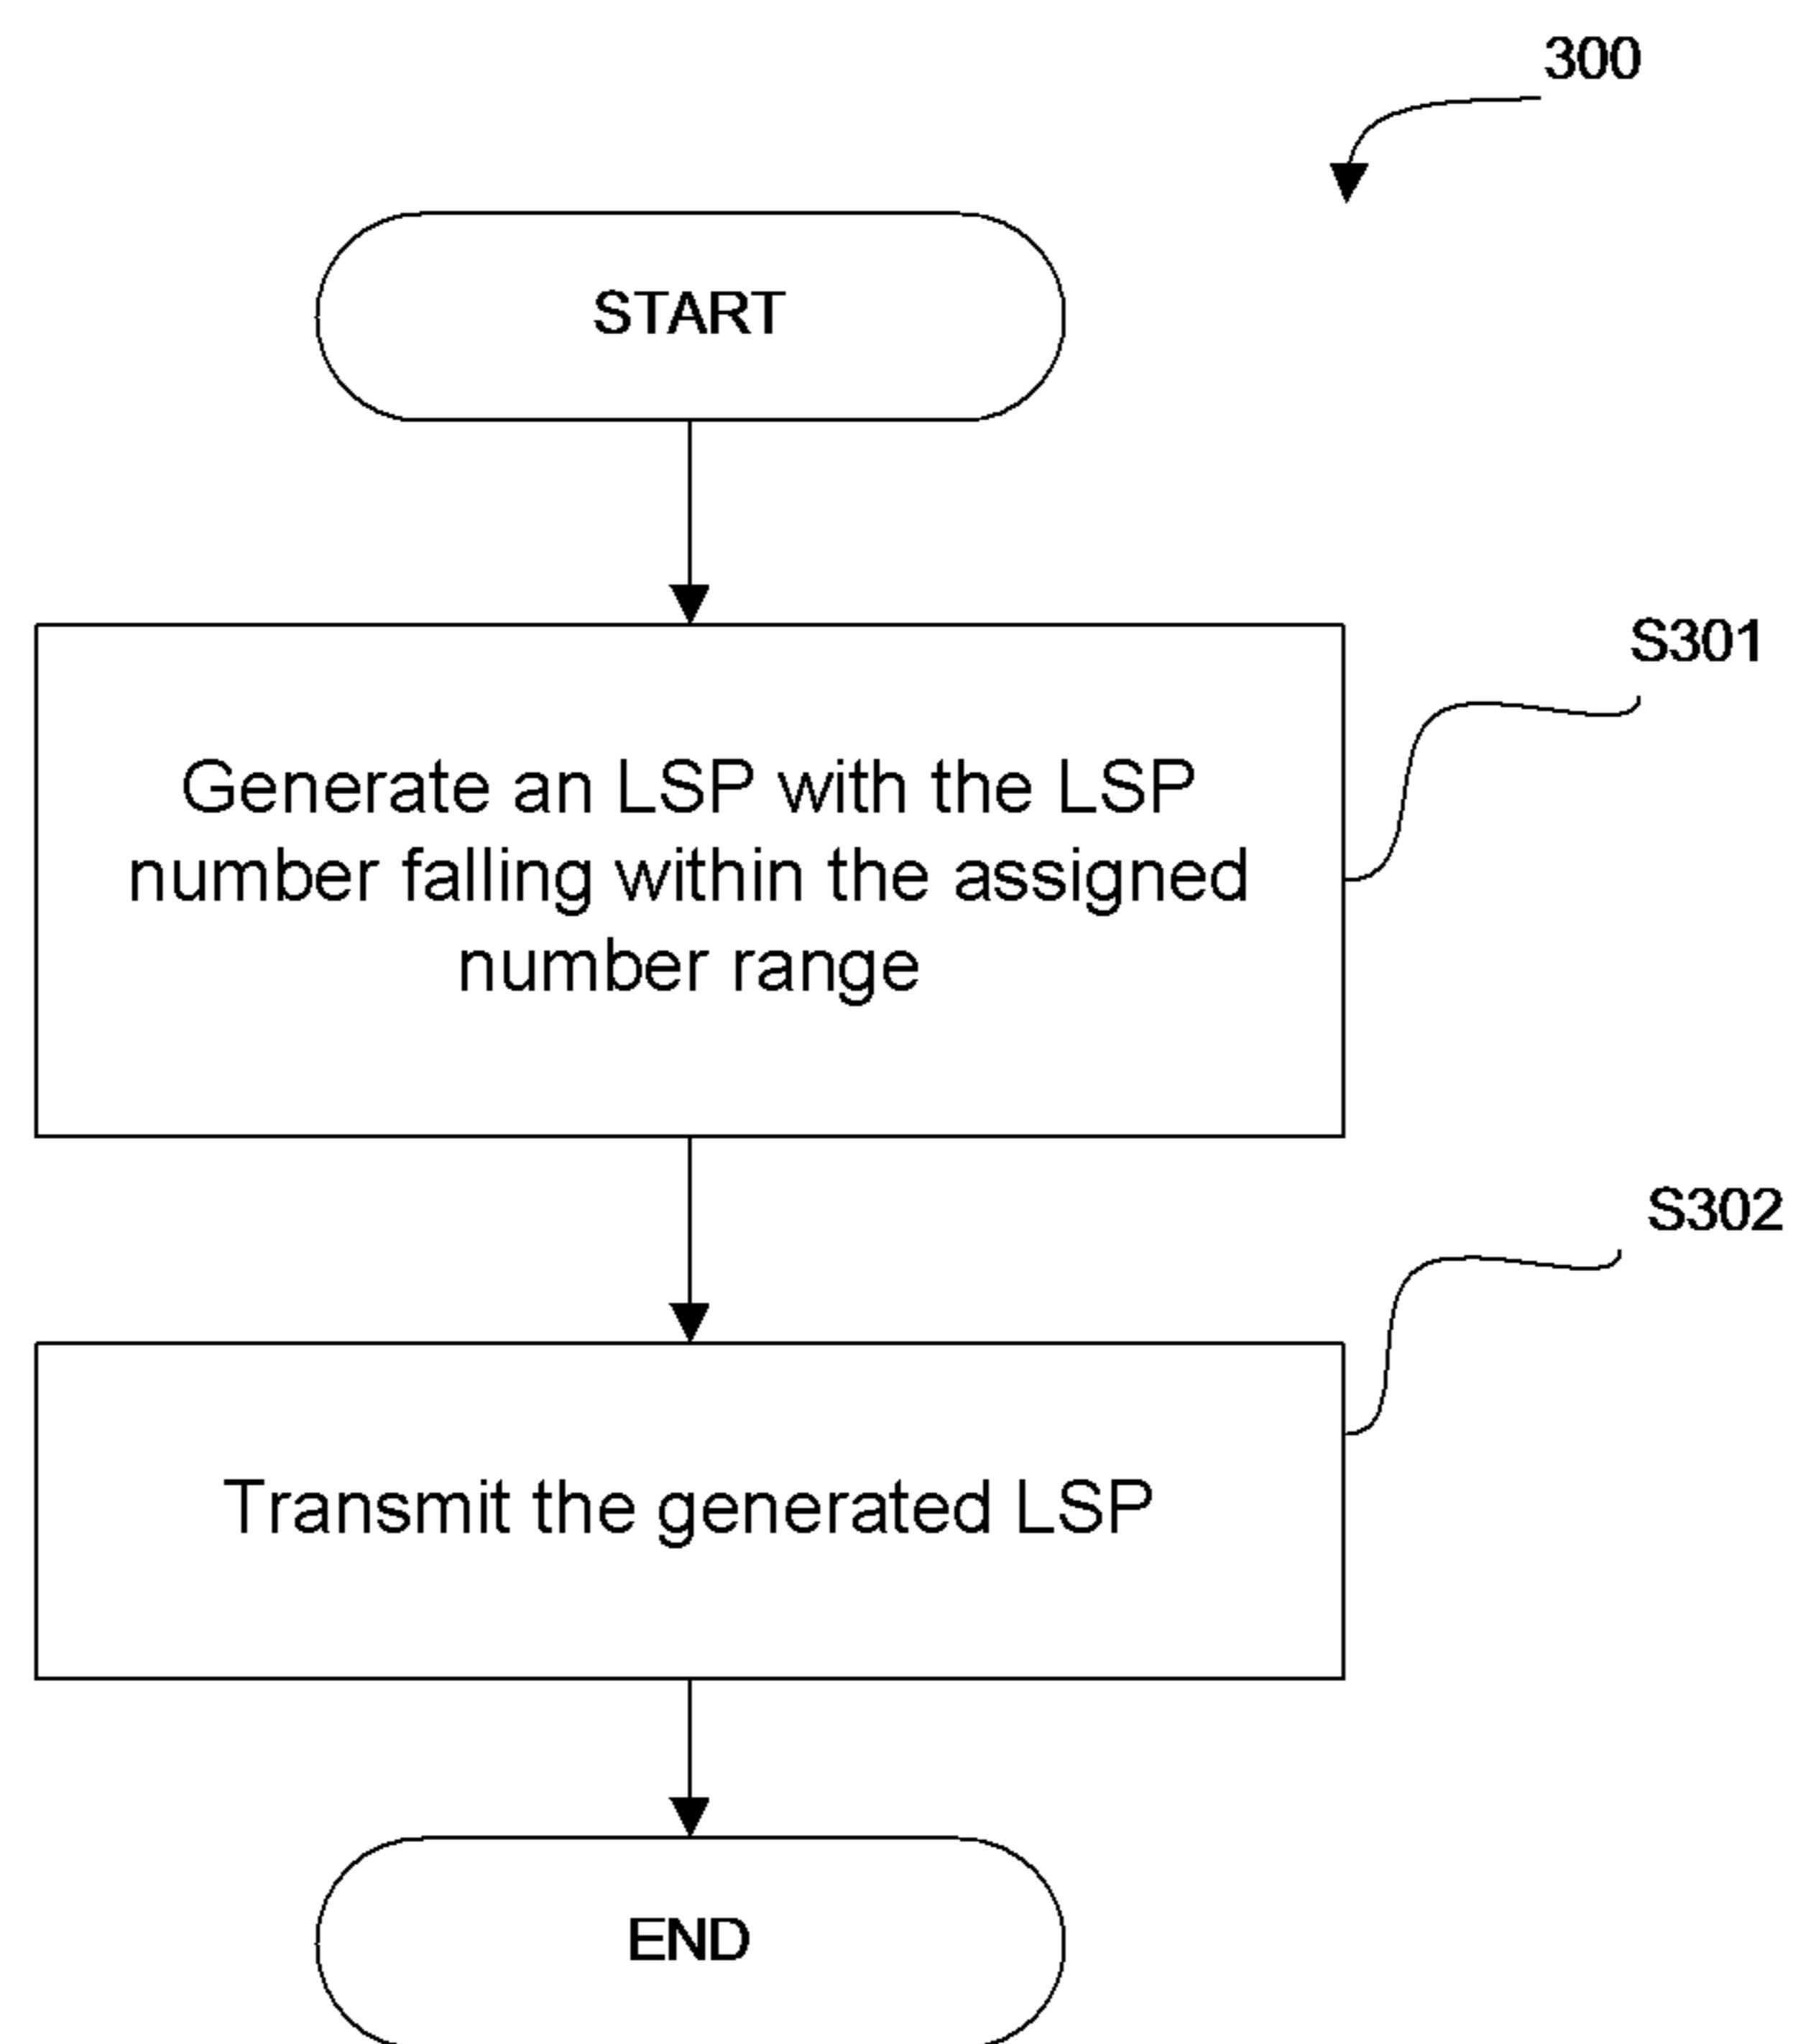 300
START
S301
Generate an LSP with the LSP
number falling within the assigned
number range
S302
Transmit the generated LSP
END